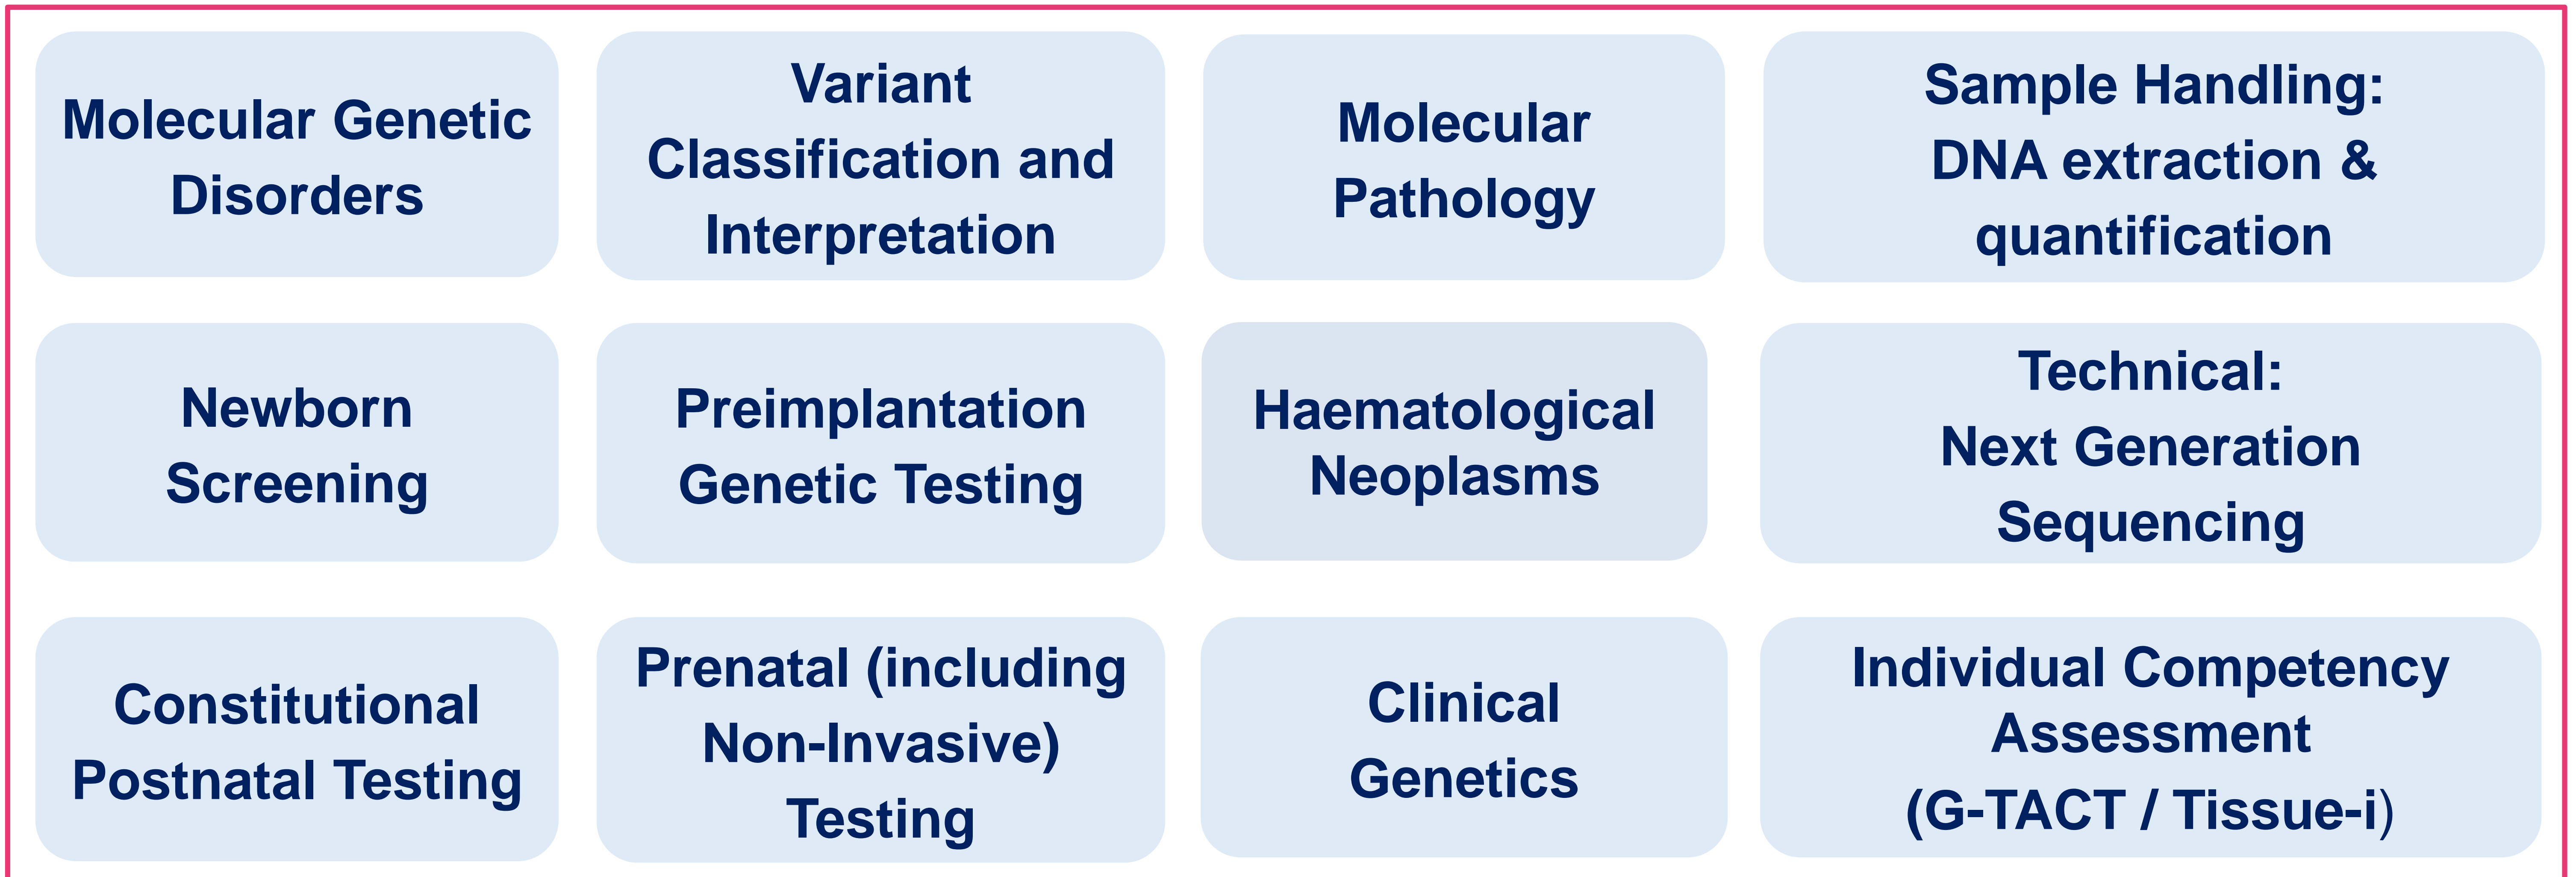 Molecular Genetic
Disorders
Variant
Classification and
Interpretation
Molecular
Pathology
Sample Handling:
DNA extraction &
quantification
Newborn
Screening
Preimplantation
Genetic Testing
Haematological
Neoplasms
Technical:
Next Generation
Sequencing
Constitutional
Postnatal Testing
Prenatal (including
Non-Invasive)
Testing
Clinical
Genetics
Individual Competency
Assessment
(G-TACT / Tissue-i)